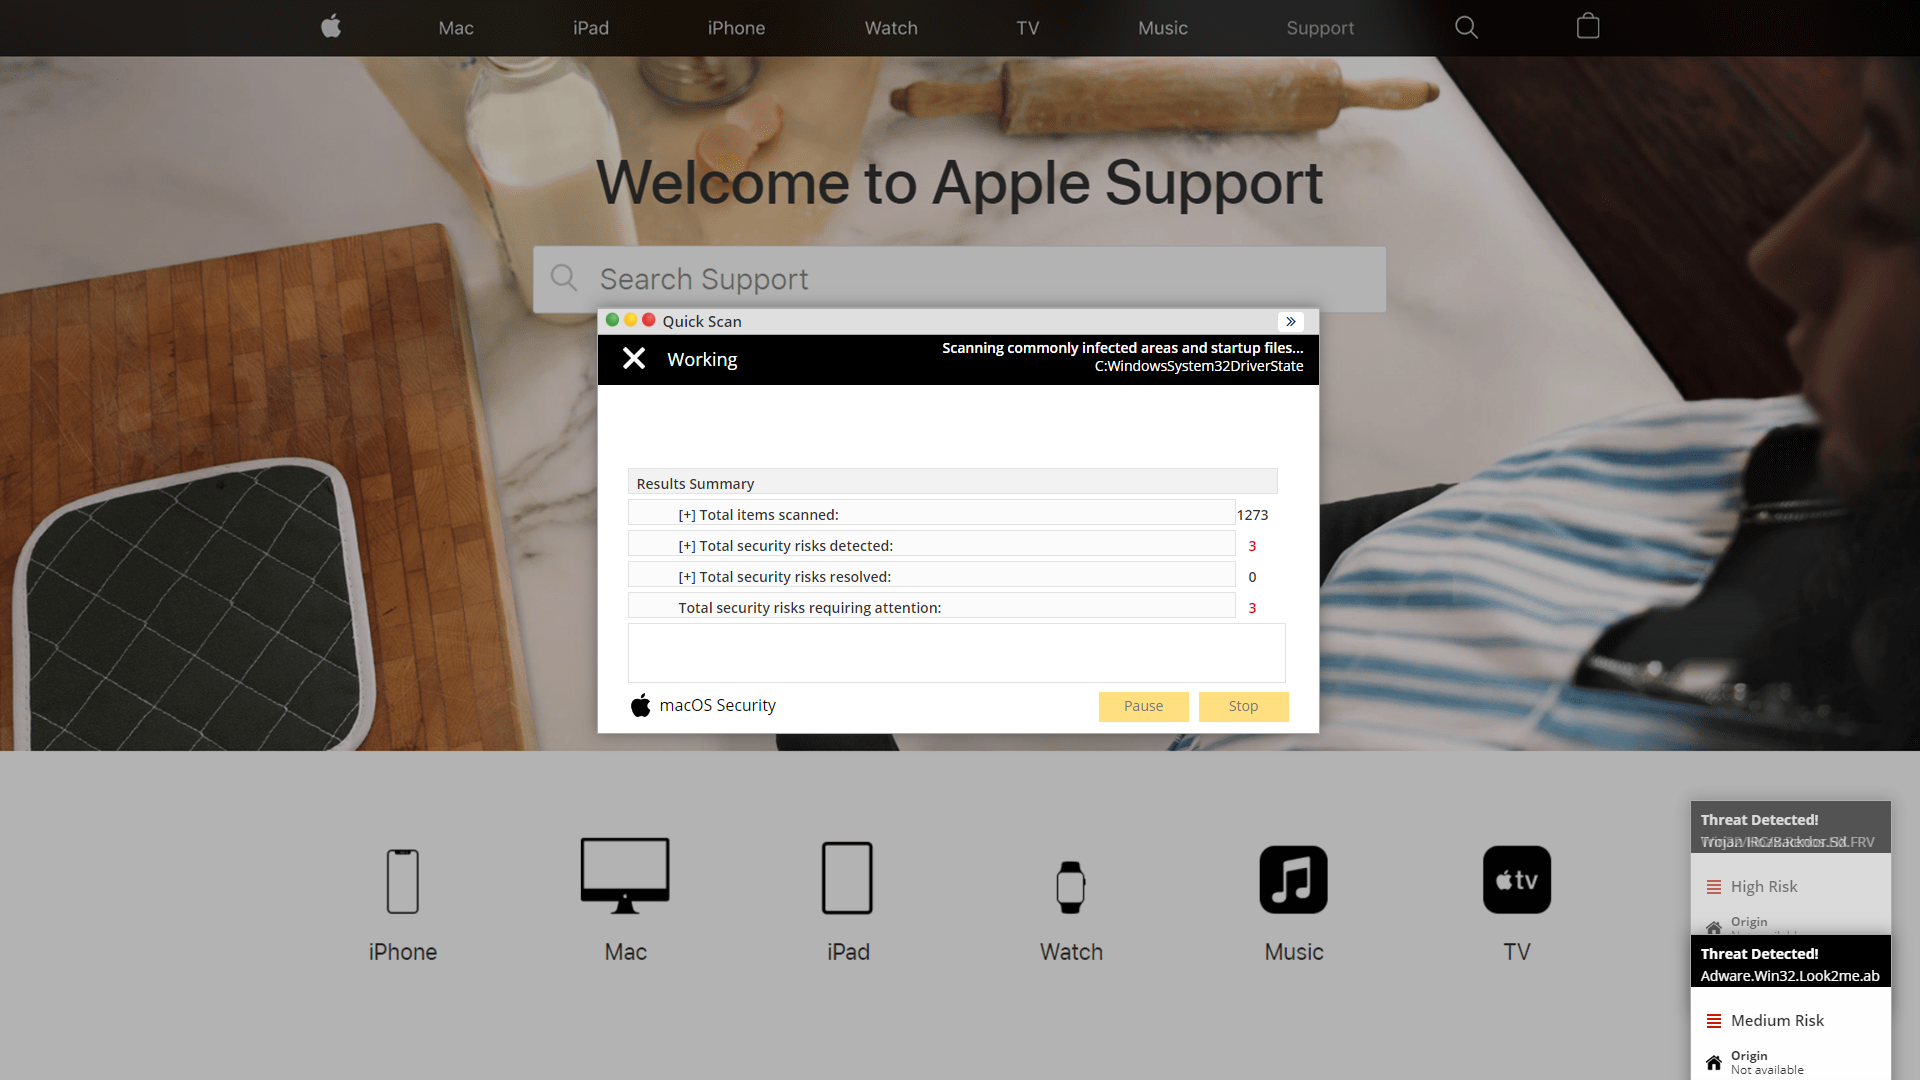 Mac iPad iPhone Watch TV Music Support
Welcome to Apple Support
Search Support
Quick Scan
Working
Scanning commonly infected areas and startup files...
C:WindowsSystem32DriverState
Results Summary
[+] Total items scanned: 1273
[+] Total security risks detected: 3
[+] Total security risks resolved: 0
Total security risks requiring attention: 3
macOS Security
Pause Stop
iPhone Mac iPad Watch Music TV
tv
Threat Detected!
High Risk
Origin
Threat Detected!
Adware.Win32.Look2me.ab
Medium Risk
Origin
Not available